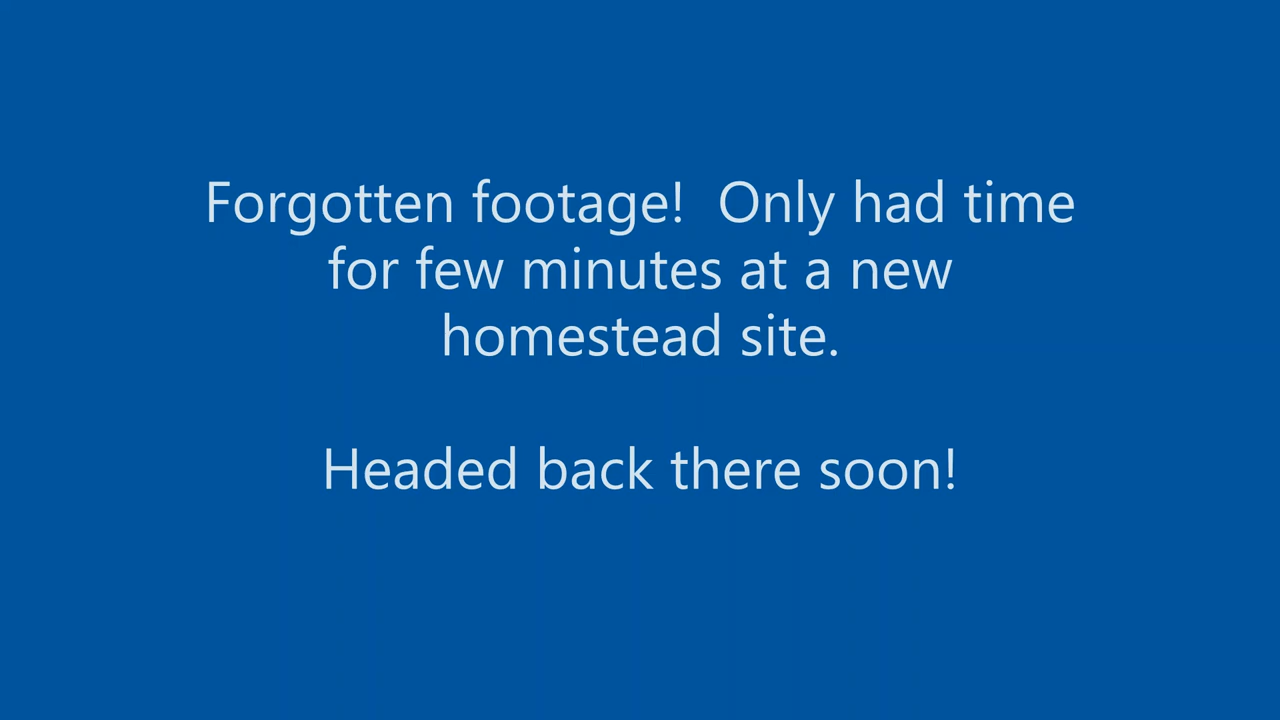 Forgotten footage!  Only had time
for few minutes at a new
homestead site.
Headed back there soon!